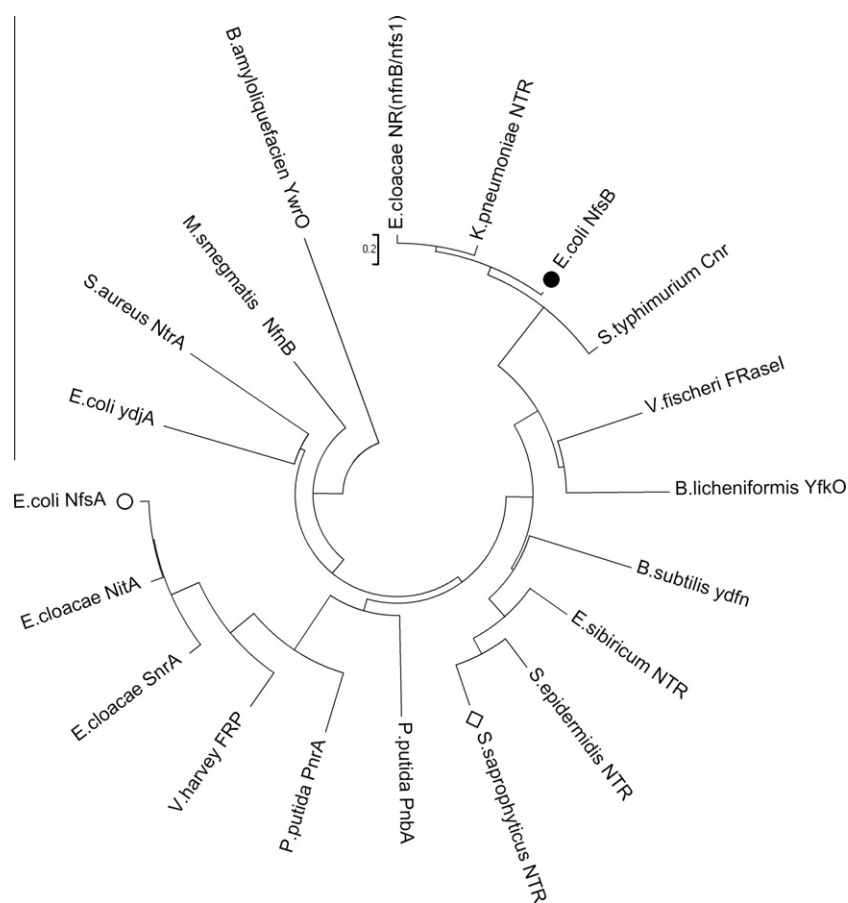 E.cloacae NR(nfnB/nfs1)
K.pneumoniae NTR
E.coli NfsB
S.typhimurium Cnr
V.fischeri FRaseI
B.licheniformis YfkO
B.subtilis ydfn
E.sibiricum NTR
S.epidermidis NTR
S.saprophyticus NTR
P.putida PnbA
P.putida PnrA
V.harvey FRP
E.cloacae SnrA
E.cloacae NitA
E.coli NfsA
E.coli ydjA
S.aureus NtrA
M.smegmatis NfnB
B.amyloliquefacien YwrO
0.2